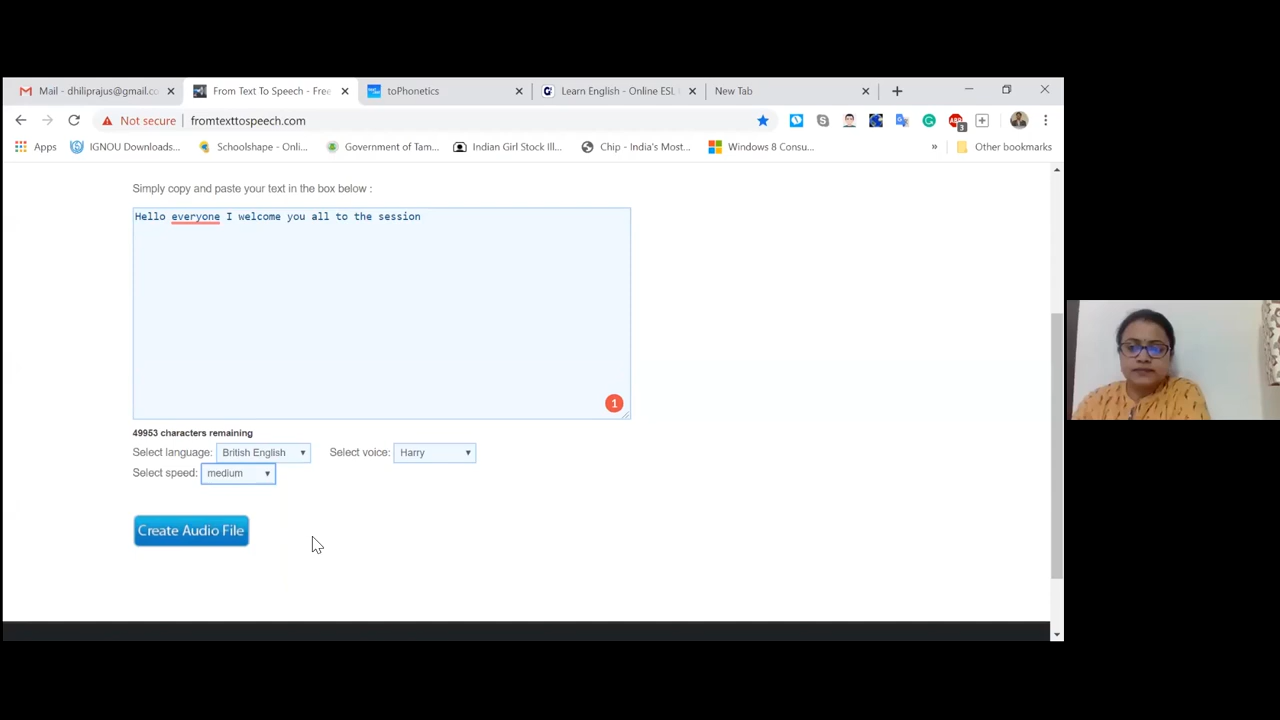 Mail - dhiliprajus@gmail.co
From Text To Speech - Free
toPhonetics
Learn English - Online ESL
New Tab
Not secure fromtexttospeech.com
ABP 3
Apps IGNOU Downloads... Schoolshape - Onli... Government of Tam... Indian Girl Stock Ill... Chip - India's Most... Windows 8 Consu... » Other bookmarks
Simply copy and paste your text in the box below :
Hello everyone I welcome you all to the session
1
49953 characters remaining
Select language: British English Select voice: Harry
Select speed: medium
Create Audio File